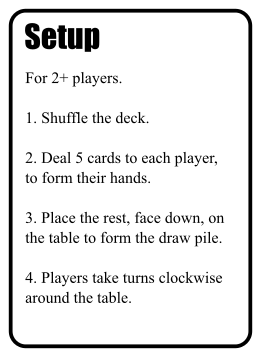 Setup
For 2+ players.
1. Shuffle the deck.
2. Deal 5 cards to each player,
to form their hands.
3. Place the rest, face down, on
the table to form the draw pile.
4. Players take turns clockwise
around the table.